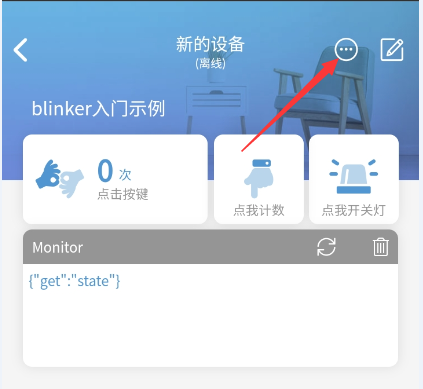 新的设备
(离线)
blinker入门示例
0 次
点击按键
点我计数
点我开关灯
Monitor
{"get":"state"}